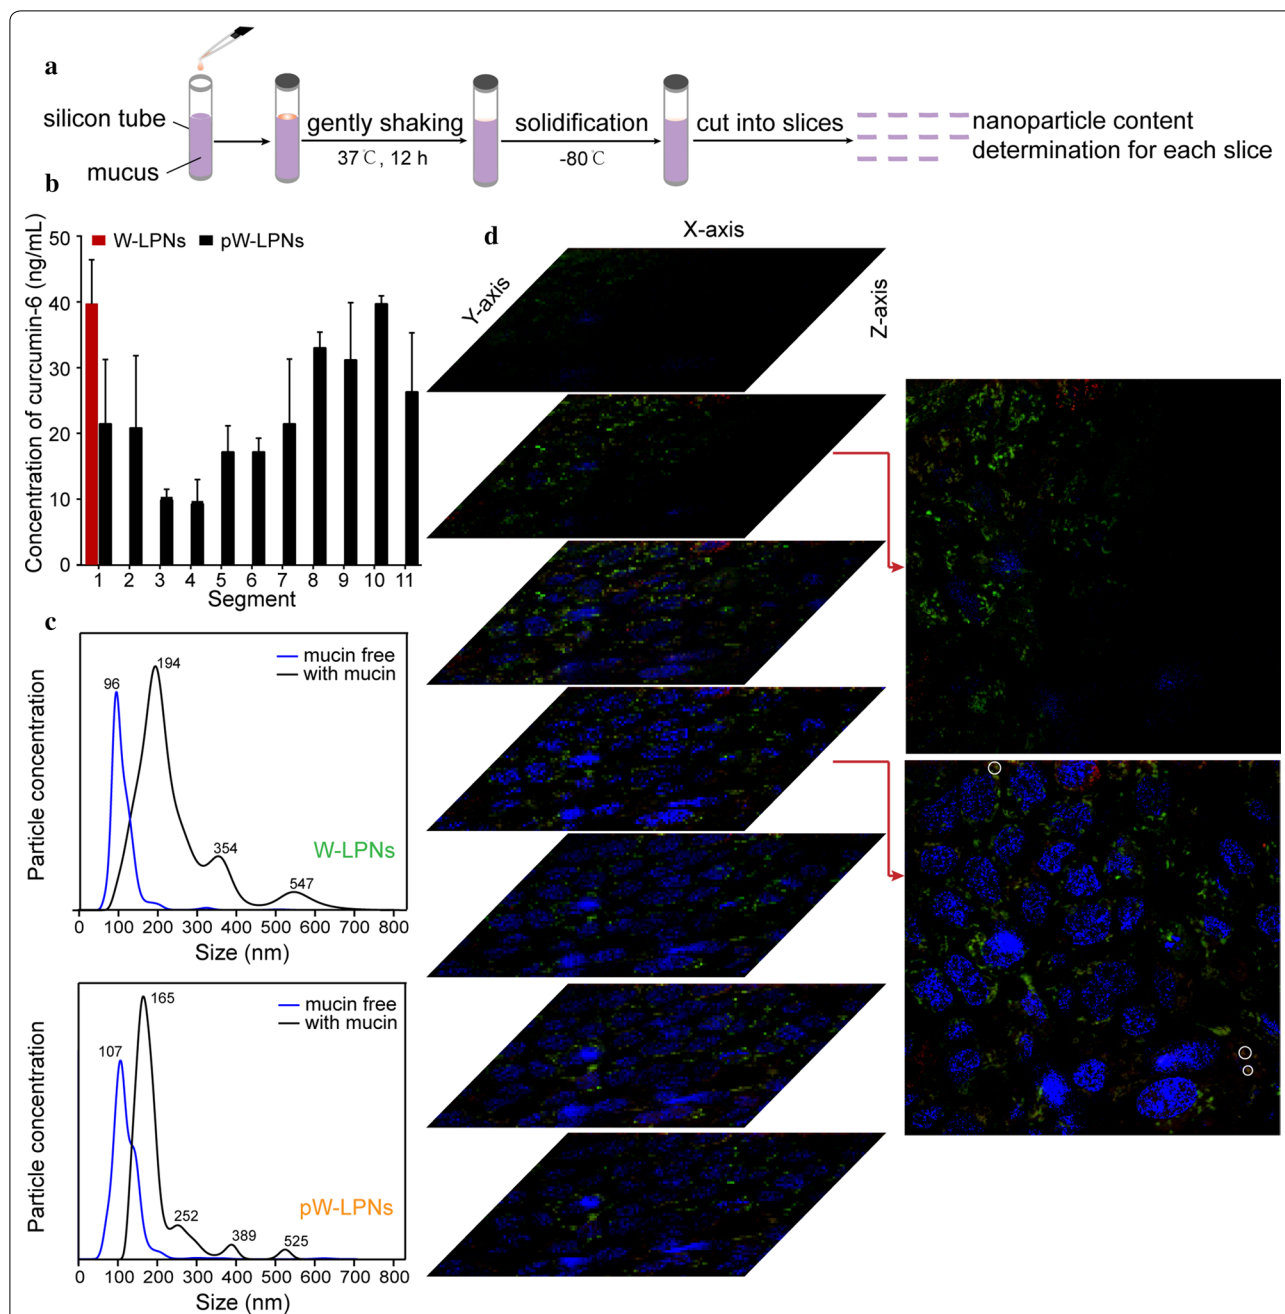 a
silicon tube
mucus
gently shaking
37℃, 12 h
solidification
-80℃
cut into slices
nanoparticle content
determination for each slice
b
Concentration of curcumin-6 (ng/mL)
W-LPNs
pW-LPNs
50
40
30
20
10
0
1 2 3 4 5 6 7 8 9 10 11
Segment
c
Particle concentration
mucin free
with mucin
96
194
354
547
W-LPNs
0 100 200 300 400 500 600 700 800
Size (nm)
Particle concentration
mucin free
with mucin
107
165
252
389
525
pW-LPNs
0 100 200 300 400 500 600 700 800
Size (nm)
d
X-axis
Y-axis
Z-axis